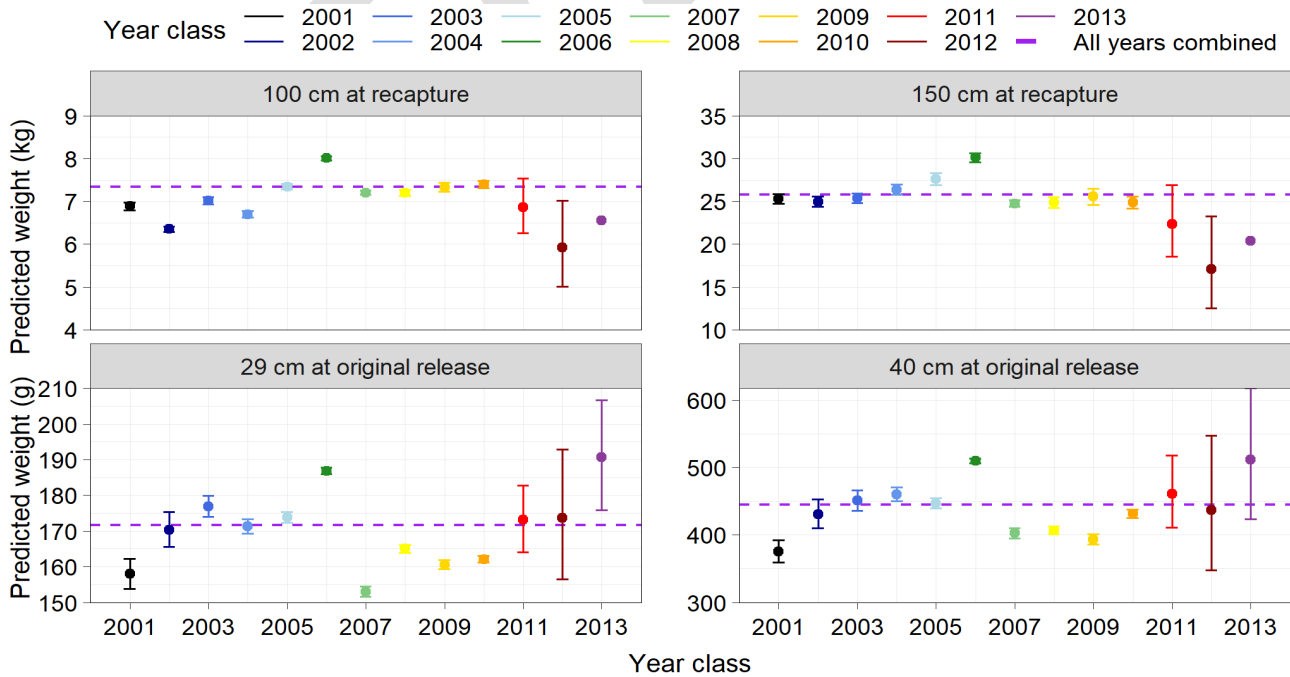 Year class
2001 2003 2005 2007 2009 2011 2013
2002 2004 2006 2008 2010 2012 All years combined
100 cm at recapture
Predicted weight (kg)
9
8
7
6
5
4
150 cm at recapture
35
30
25
20
15
10
29 cm at original release
Predicted weight (g)
210
200
190
180
170
160
150
2001 2003 2005 2007 2009 2011 2013
40 cm at original release
600
500
400
300
2001 2003 2005 2007 2009 2011 2013
Year class